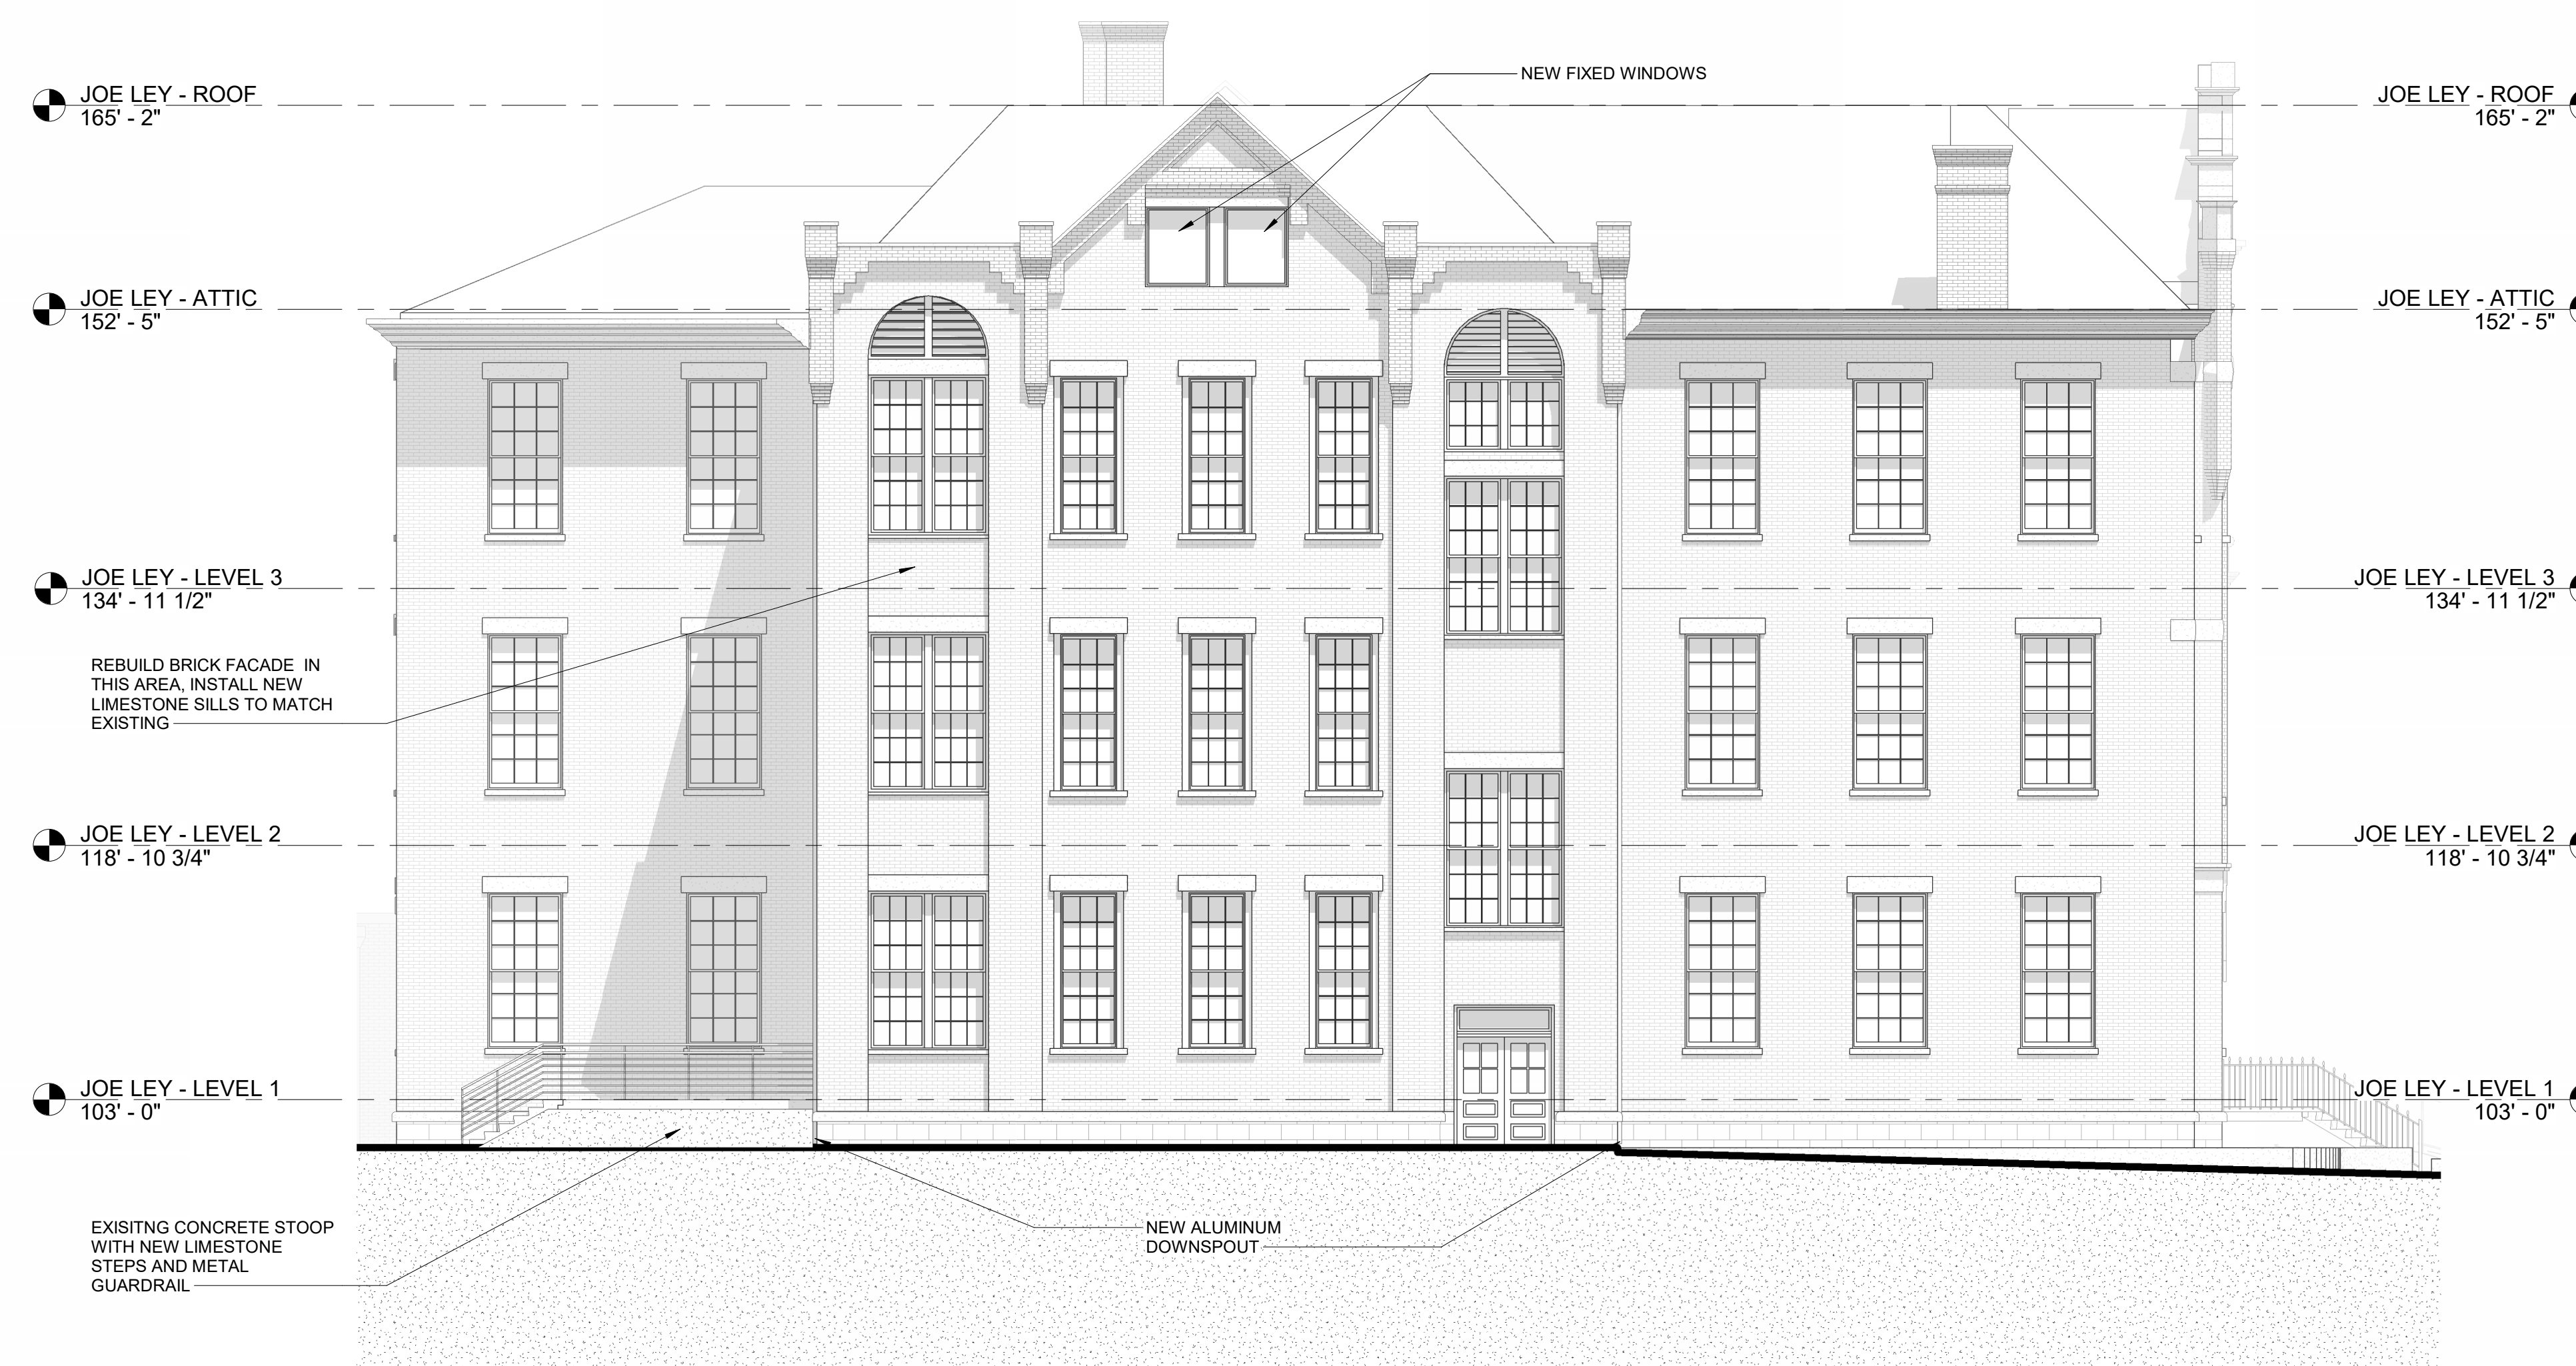 NEW FIXED WINDOWS
JOE LEY - ROOF
165' - 2"
JOE LEY - ROOF
165' - 2"
JOE LEY - ATTIC
152' - 5"
JOE LEY - ATTIC
152' - 5"
JOE LEY - LEVEL 3
134' - 11 1/2"
JOE LEY - LEVEL 3
134' - 11 1/2"
REBUILD BRICK FACADE IN
THIS AREA, INSTALL NEW
LIMESTONE SILLS TO MATCH
EXISTING
JOE LEY - LEVEL 2
118' - 10 3/4"
JOE LEY - LEVEL 2
118' - 10 3/4"
JOE LEY - LEVEL 1
103' - 0"
JOE LEY - LEVEL 1
103' - 0"
EXISITNG CONCRETE STOOP
WITH NEW LIMESTONE
STEPS AND METAL
GUARDRAIL
NEW ALUMINUM
DOWNSPOUT